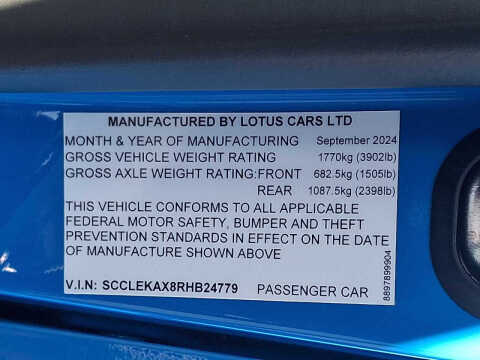 MANUFACTURED BY LOTUS CARS LTD
MONTH & YEAR OF MANUFACTURING September 2024
GROSS VEHICLE WEIGHT RATING 1770kg (3902lb)
GROSS AXLE WEIGHT RATING:FRONT 682.5kg (1505lb)
REAR 1087.5kg (2398lb)
THIS VEHICLE CONFORMS TO ALL APPLICABLE
FEDERAL MOTOR SAFETY, BUMPER AND THEFT
PREVENTION STANDARDS IN EFFECT ON THE DATE
OF MANUFACTURE SHOWN ABOVE
V.I.N: SCCLEKAX8RHB24779 PASSENGER CAR
8897899904